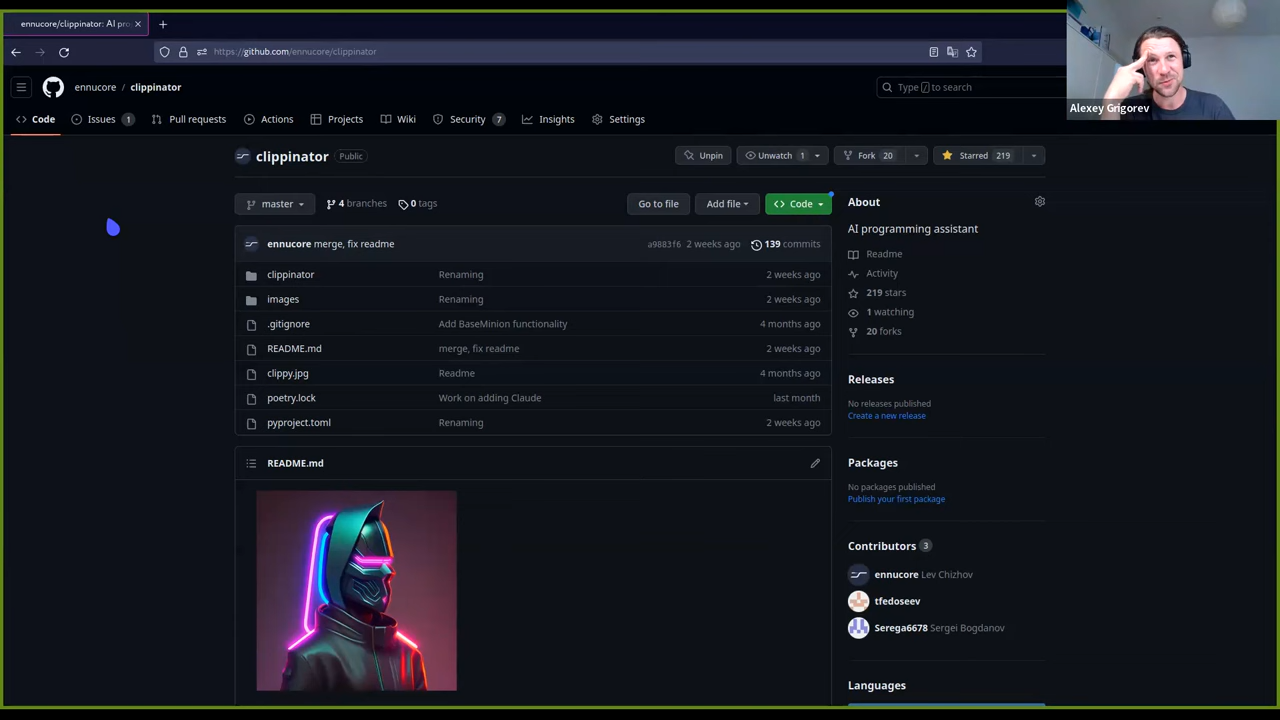 ennucore/clippinator: AI pro
https://github.com/ennucore/clippinator
Alexey Grigorev
ennucore / clippinator
Type / to search
Code
Issues 1
Pull requests
Actions
Projects
Wiki
Security 7
Insights
Settings
clippinator Public
Unpin
Unwatch 1
Fork 20
Starred 219
master
4 branches
0 tags
Go to file
Add file
Code
ennucore merge, fix readme a9883f6 2 weeks ago 139 commits
clippinator Renaming 2 weeks ago
images Renaming 2 weeks ago
.gitignore Add BaseMinion functionality 4 months ago
README.md merge, fix readme 2 weeks ago
clippy.jpg Readme 4 months ago
poetry.lock Work on adding Claude last month
pyproject.toml Renaming 2 weeks ago
README.md
About
AI programming assistant
Readme
Activity
219 stars
1 watching
20 forks
Releases
No releases published
Create a new release
Packages
No packages published
Publish your first package
Contributors 3
ennucore Lev Chizhov
tfedoseev
Serega6678 Sergei Bogdanov
Languages